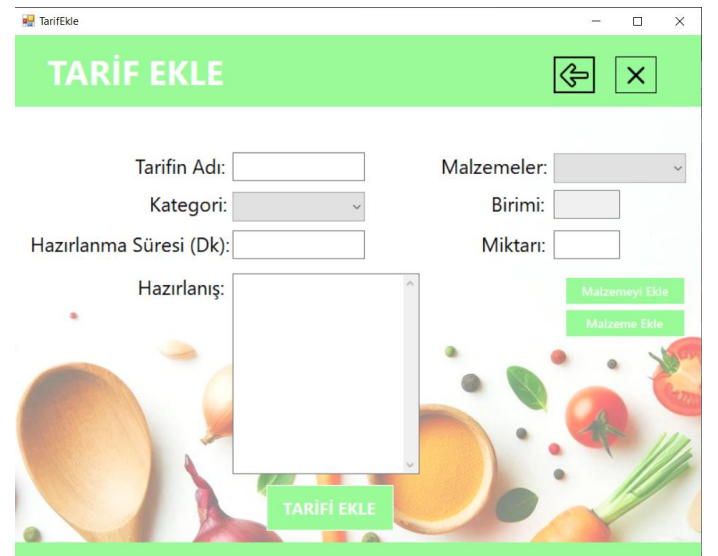 TarifEkle
TARİF EKLE
Tarifin Adı:
Kategori:
Hazırlanma Süresi (Dk):
Hazırlanış:
Malzemeler:
Birimi:
Miktarı:
Malzemeyi Ekle
Malzeme Ekle
TARİFİ EKLE